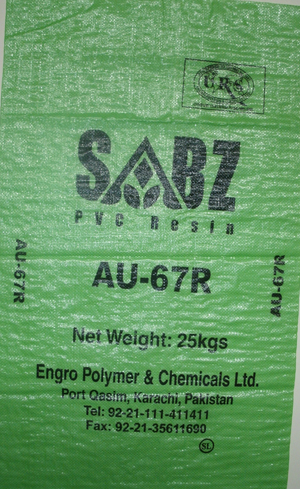 URS
SABZ
PVC Resin
AU-67R
AU-67R
AU-67R
Net Weight: 25kgs
Engro Polymer & Chemicals Ltd.
Port Qasim, Karachi, Pakistan
Tel: 92-21-111-411411
Fax: 92-21-35611690
SL